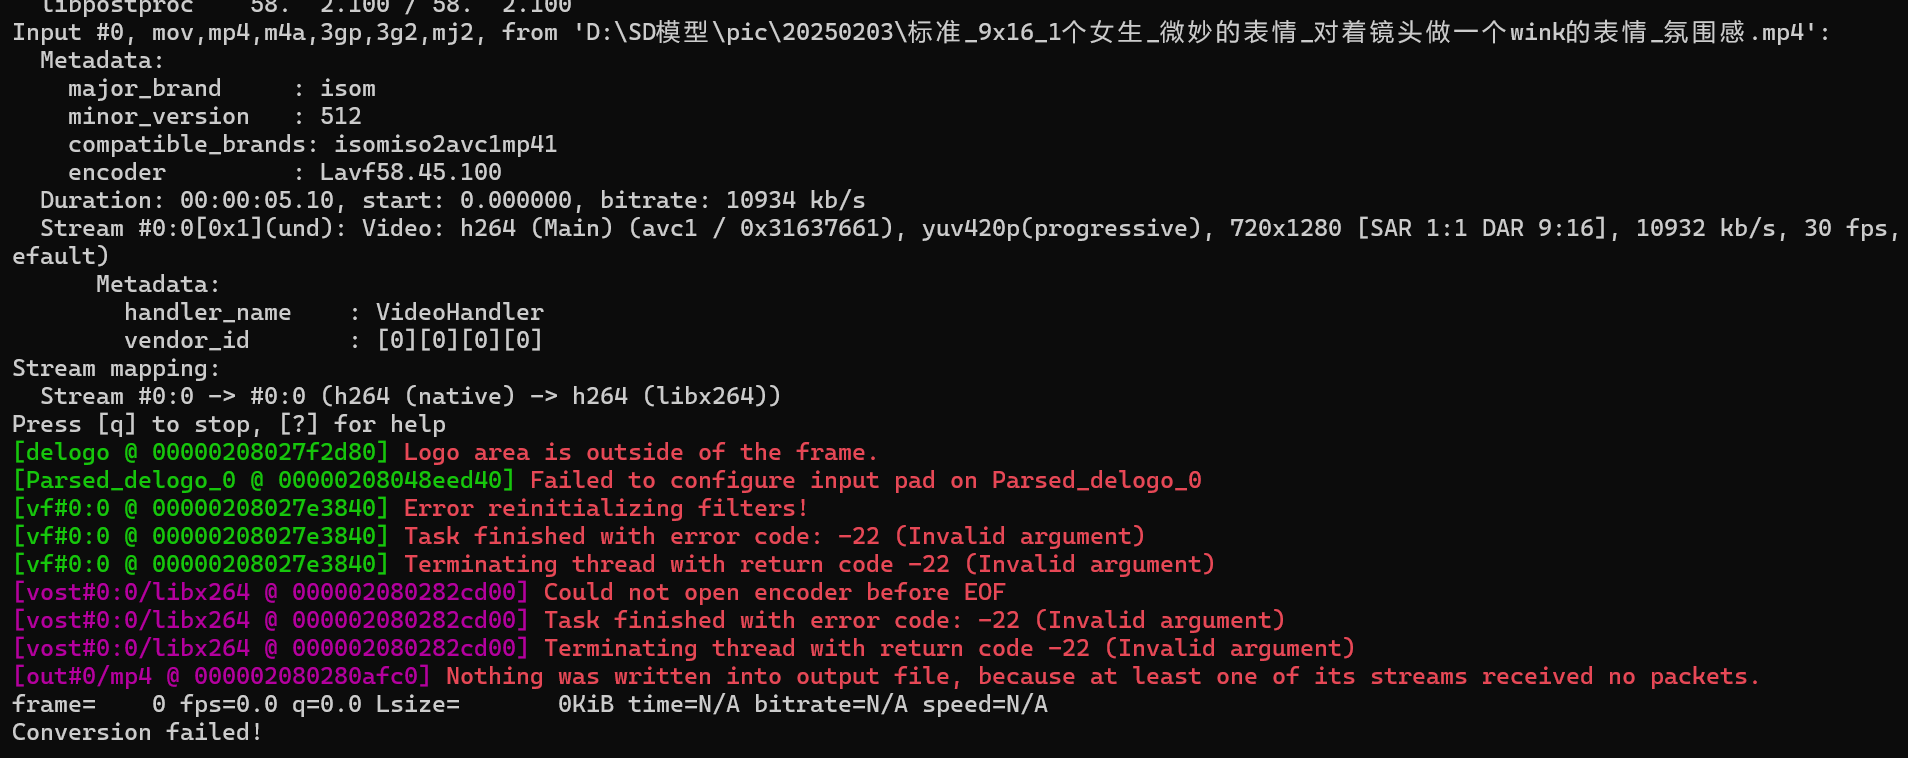 libpostproc    58.  2.100 / 58.  2.100
Input #0, mov,mp4,m4a,3gp,3g2,mj2, from 'D:\SD模型\pic\20250203\标准_9x16_1个女生_微妙的表情_对着镜头做一个wink的表情_氛围感.mp4':
  Metadata:
    major_brand     : isom
    minor_version   : 512
    compatible_brands: isomiso2avc1mp41
    encoder         : Lavf58.45.100
  Duration: 00:00:05.10, start: 0.000000, bitrate: 10934 kb/s
  Stream #0:0[0x1](und): Video: h264 (Main) (avc1 / 0x31637661), yuv420p(progressive), 720x1280 [SAR 1:1 DAR 9:16], 10932 kb/s, 30 fps,
efault)
      Metadata:
        handler_name    : VideoHandler
        vendor_id       : [0][0][0][0]
Stream mapping:
  Stream #0:0 -> #0:0 (h264 (native) -> h264 (libx264))
Press [q] to stop, [?] for help
[delogo @ 00000208027f2d80] Logo area is outside of the frame.
[Parsed_delogo_0 @ 00000208048eed40] Failed to configure input pad on Parsed_delogo_0
[vf#0:0 @ 00000208027e3840] Error reinitializing filters!
[vf#0:0 @ 00000208027e3840] Task finished with error code: -22 (Invalid argument)
[vf#0:0 @ 00000208027e3840] Terminating thread with return code -22 (Invalid argument)
[vost#0:0/libx264 @ 000002080282cd00] Could not open encoder before EOF
[vost#0:0/libx264 @ 000002080282cd00] Task finished with error code: -22 (Invalid argument)
[vost#0:0/libx264 @ 000002080282cd00] Terminating thread with return code -22 (Invalid argument)
[out#0/mp4 @ 000002080280afc0] Nothing was written into output file, because at least one of its streams received no packets.
frame=    0 fps=0.0 q=0.0 Lsize=       0KiB time=N/A bitrate=N/A speed=N/A
Conversion failed!